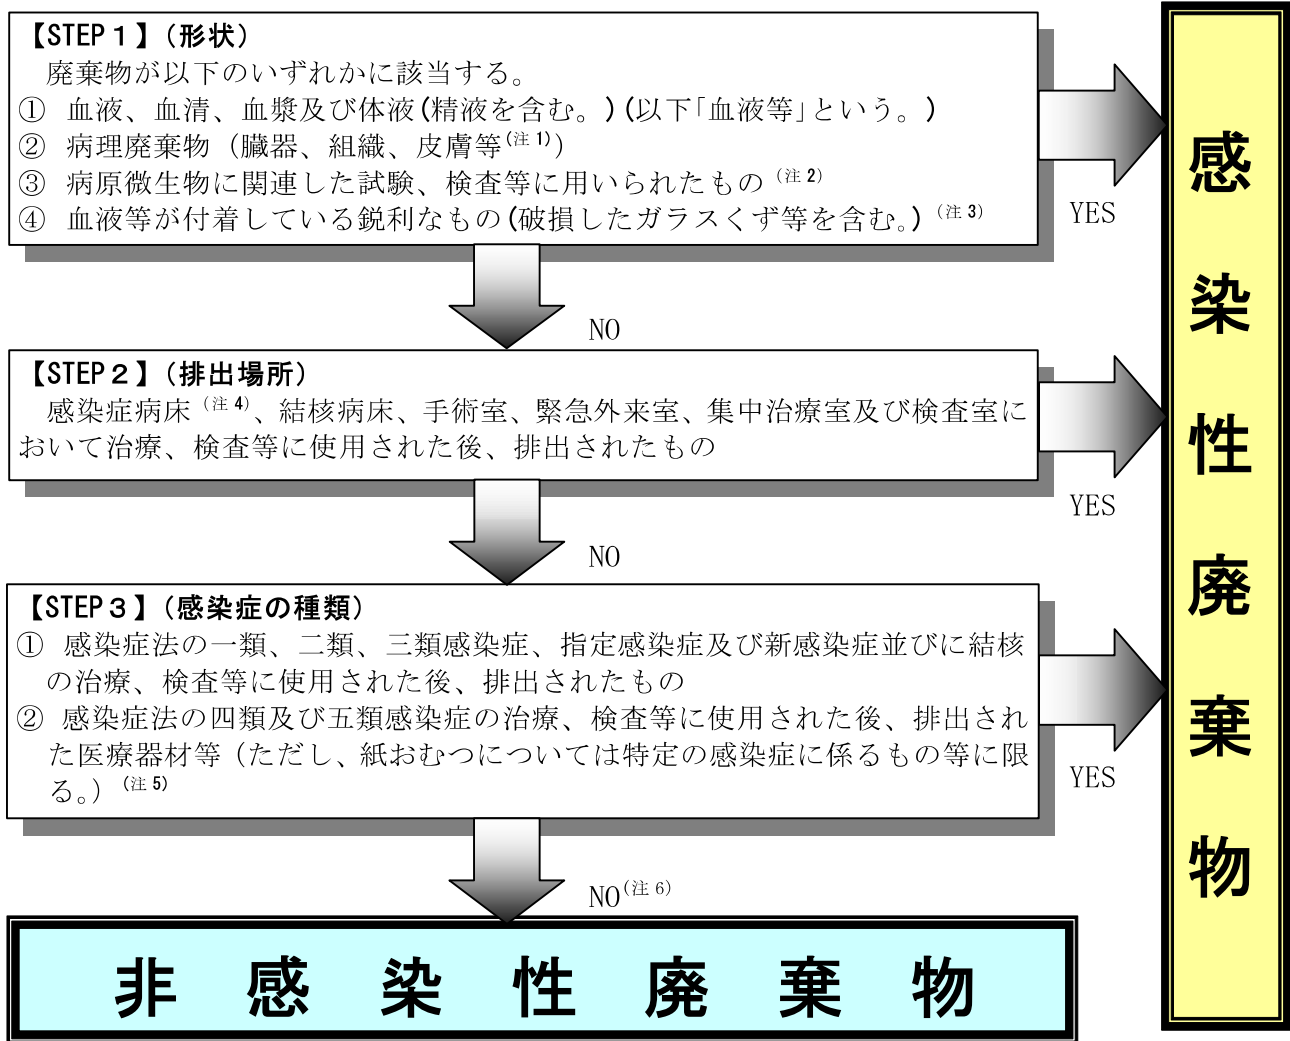 【STEP１】(形状)
廃棄物が以下のいずれかに該当する。
① 血液、血清、血漿及び体液(精液を含む。)(以下「血液等」という。)
② 病理廃棄物（臓器、組織、皮膚等(注1)）
③ 病原微生物に関連した試験、検査等に用いられたもの(注2)
④ 血液等が付着している鋭利なもの(破損したガラスくず等を含む。)(注3)
YES
NO
【STEP２】(排出場所)
感染症病床(注4)、結核病床、手術室、緊急外来室、集中治療室及び検査室に
おいて治療、検査等に使用された後、排出されたもの
YES
NO
【STEP３】(感染症の種類)
① 感染症法の一類、二類、三類感染症、指定感染症及び新感染症並びに結核
の治療、検査等に使用された後、排出されたもの
② 感染症法の四類及び五類感染症の治療、検査等に使用された後、排出され
た医療器材等（ただし、紙おむつについては特定の感染症に係るもの等に限
る。）(注5)
YES
NO(注6)
非感染性廃棄物
感染性廃棄物